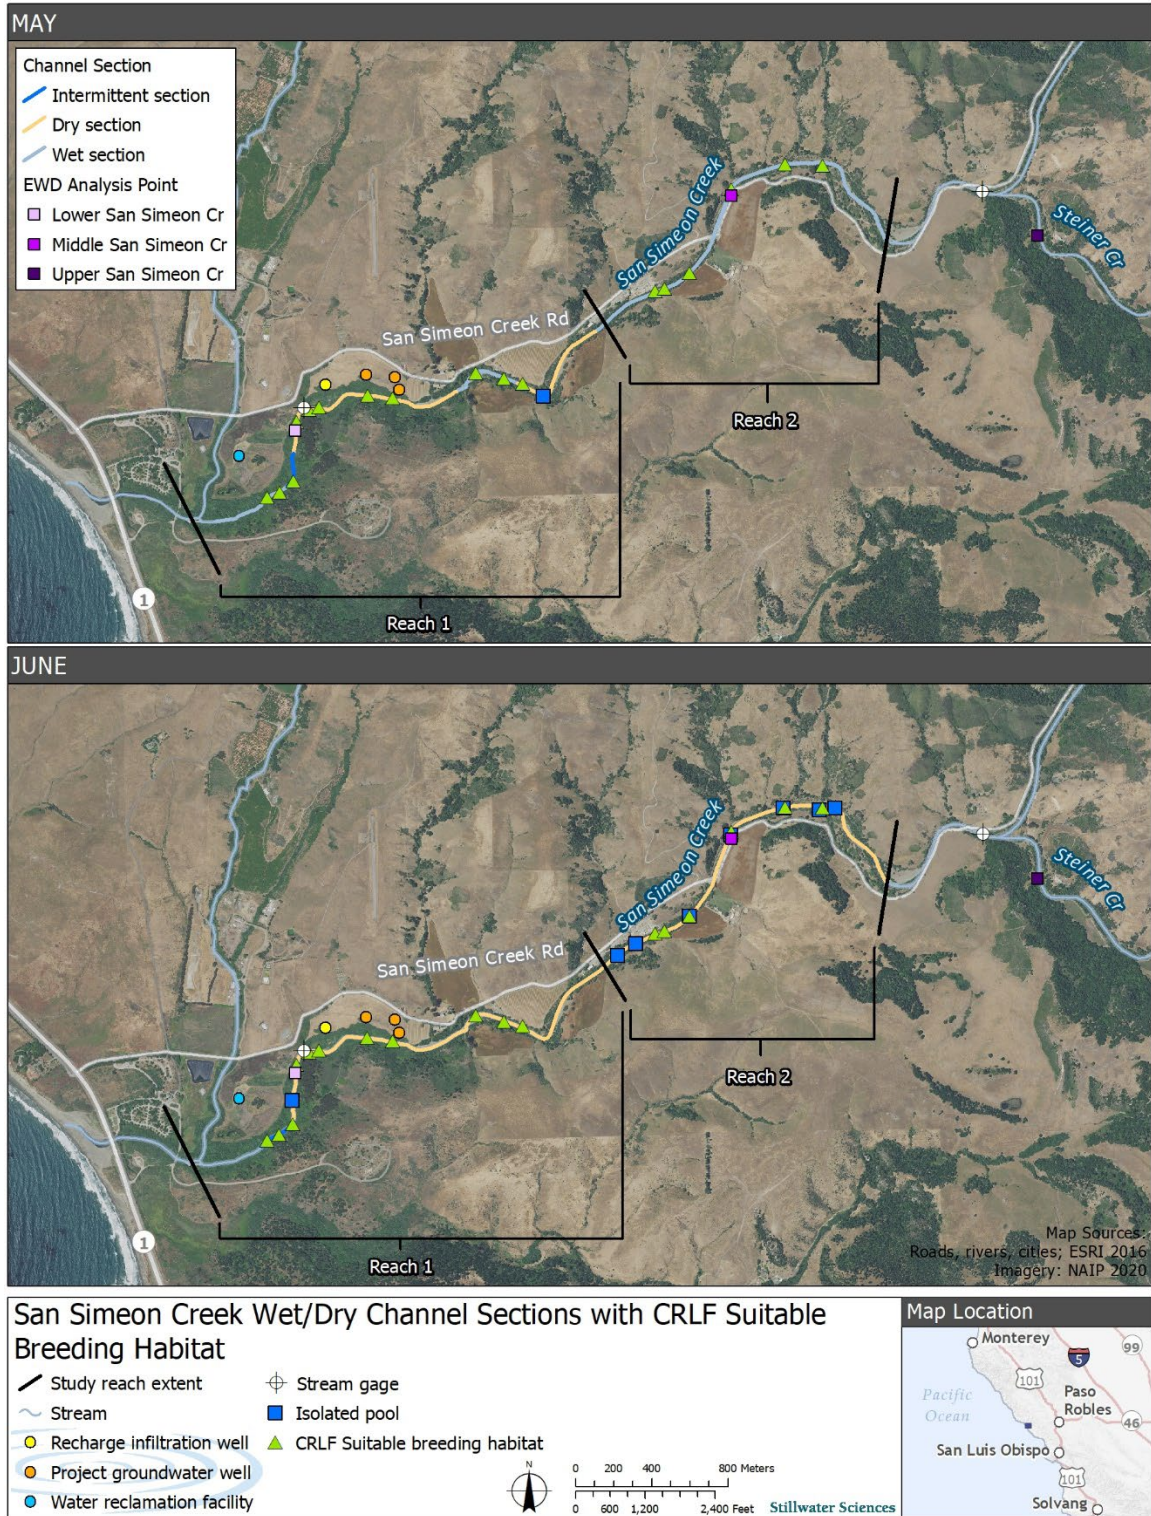 MAY
Channel Section
Intermittent section
Dry section
Wet section
EWD Analysis Point
Lower San Simeon Cr
Middle San Simeon Cr
Upper San Simeon Cr
San Simeon Creek
Steiner Cr
San Simeon Creek Rd
Reach 2
Reach 1
1
JUNE
San Simeon Creek
Steiner Cr
San Simeon Creek Rd
Reach 2
Reach 1
1
Map Sources:
Roads, rivers, cities; ESRI 2016
Imagery: NAIP 2020
San Simeon Creek Wet/Dry Channel Sections with CRLF Suitable
Breeding Habitat
Study reach extent
Stream
Recharge infiltration well
Project groundwater well
Water reclamation facility
Stream gage
Isolated pool
CRLF Suitable breeding habitat
N
0 200 400 800 Meters
0 600 1,200 2,400 Feet
Stillwater Sciences
Map Location
Monterey
99
5
101
Pacific
Ocean
Paso
Robles
46
San Luis Obispo
101
Solvang